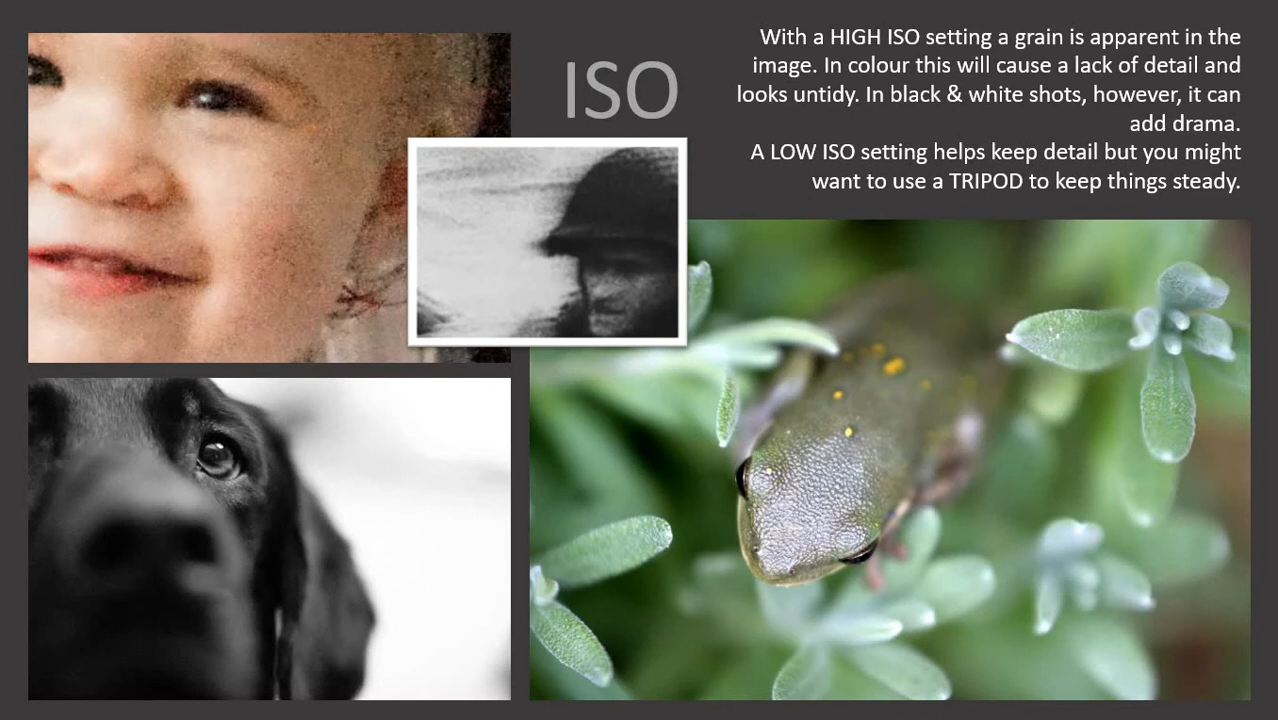 ISO
With a HIGH ISO setting a grain is apparent in the
image. In colour this will cause a lack of detail and
looks untidy. In black & white shots, however, it can
add drama.
A LOW ISO setting helps keep detail but you might
want to use a TRIPOD to keep things steady.